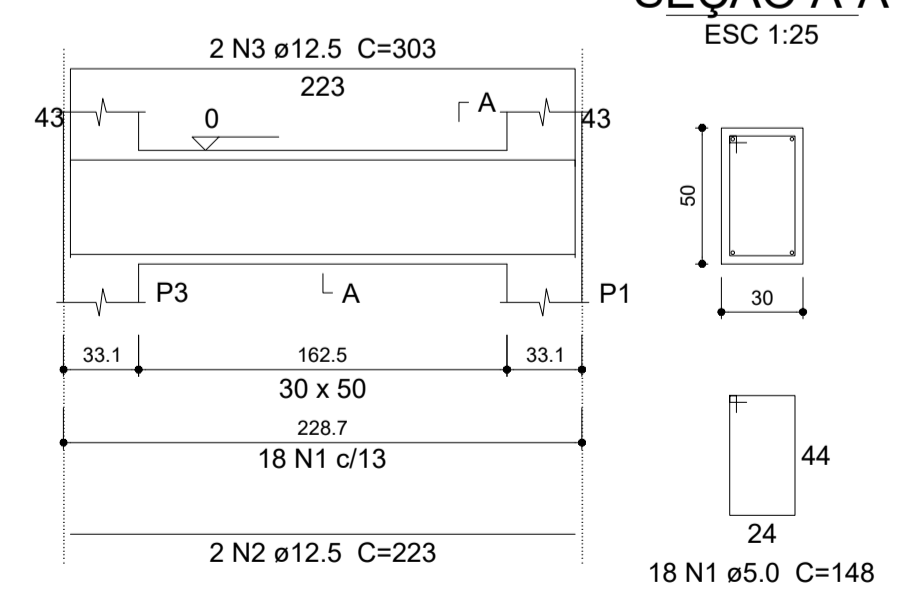 SEÇÃO A-A
ESC 1:25
2 N3 ø12.5 C=303
223
43
0
A
43
P3
A
P1
33.1
162.5
33.1
30 x 50
228.7
18 N1 c/13
2 N2 ø12.5 C=223
50
30
44
24
18 N1 ø5.0 C=148